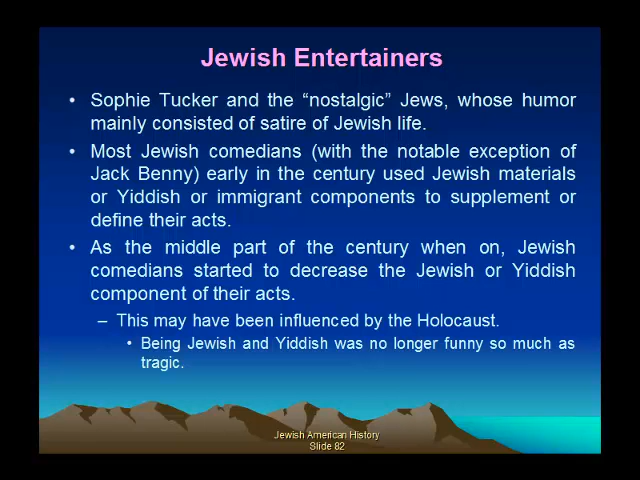 Jewish Entertainers
• Sophie Tucker and the “nostalgic” Jews, whose humor
mainly consisted of satire of Jewish life.
• Most Jewish comedians (with the notable exception of
Jack Benny) early in the century used Jewish materials
or Yiddish or immigrant components to supplement or
define their acts.
• As the middle part of the century when on, Jewish
comedians started to decrease the Jewish or Yiddish
component of their acts.
– This may have been influenced by the Holocaust.
• Being Jewish and Yiddish was no longer funny so much as
tragic.
Jewish American History
Slide 82